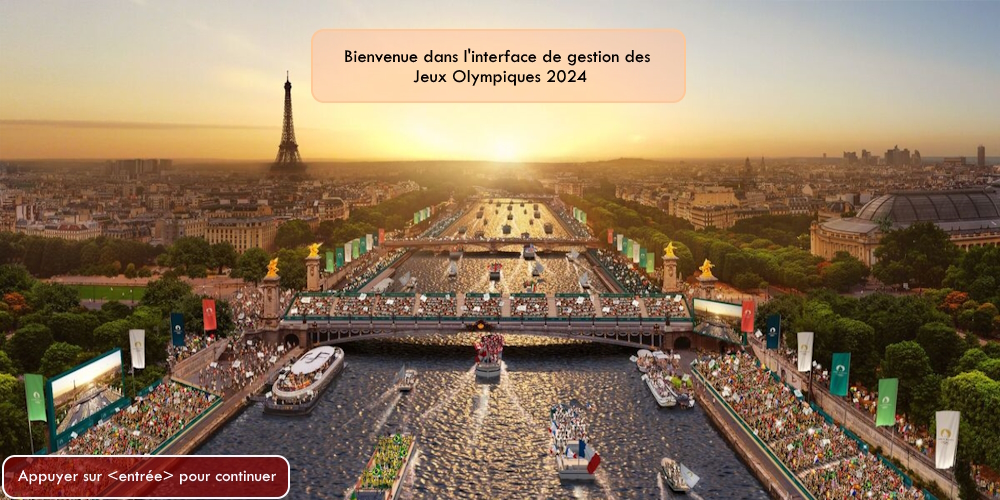 Bienvenue dans l'interface de gestion des
Jeux Olympiques 2024
Appuyer sur <entrée> pour continuer